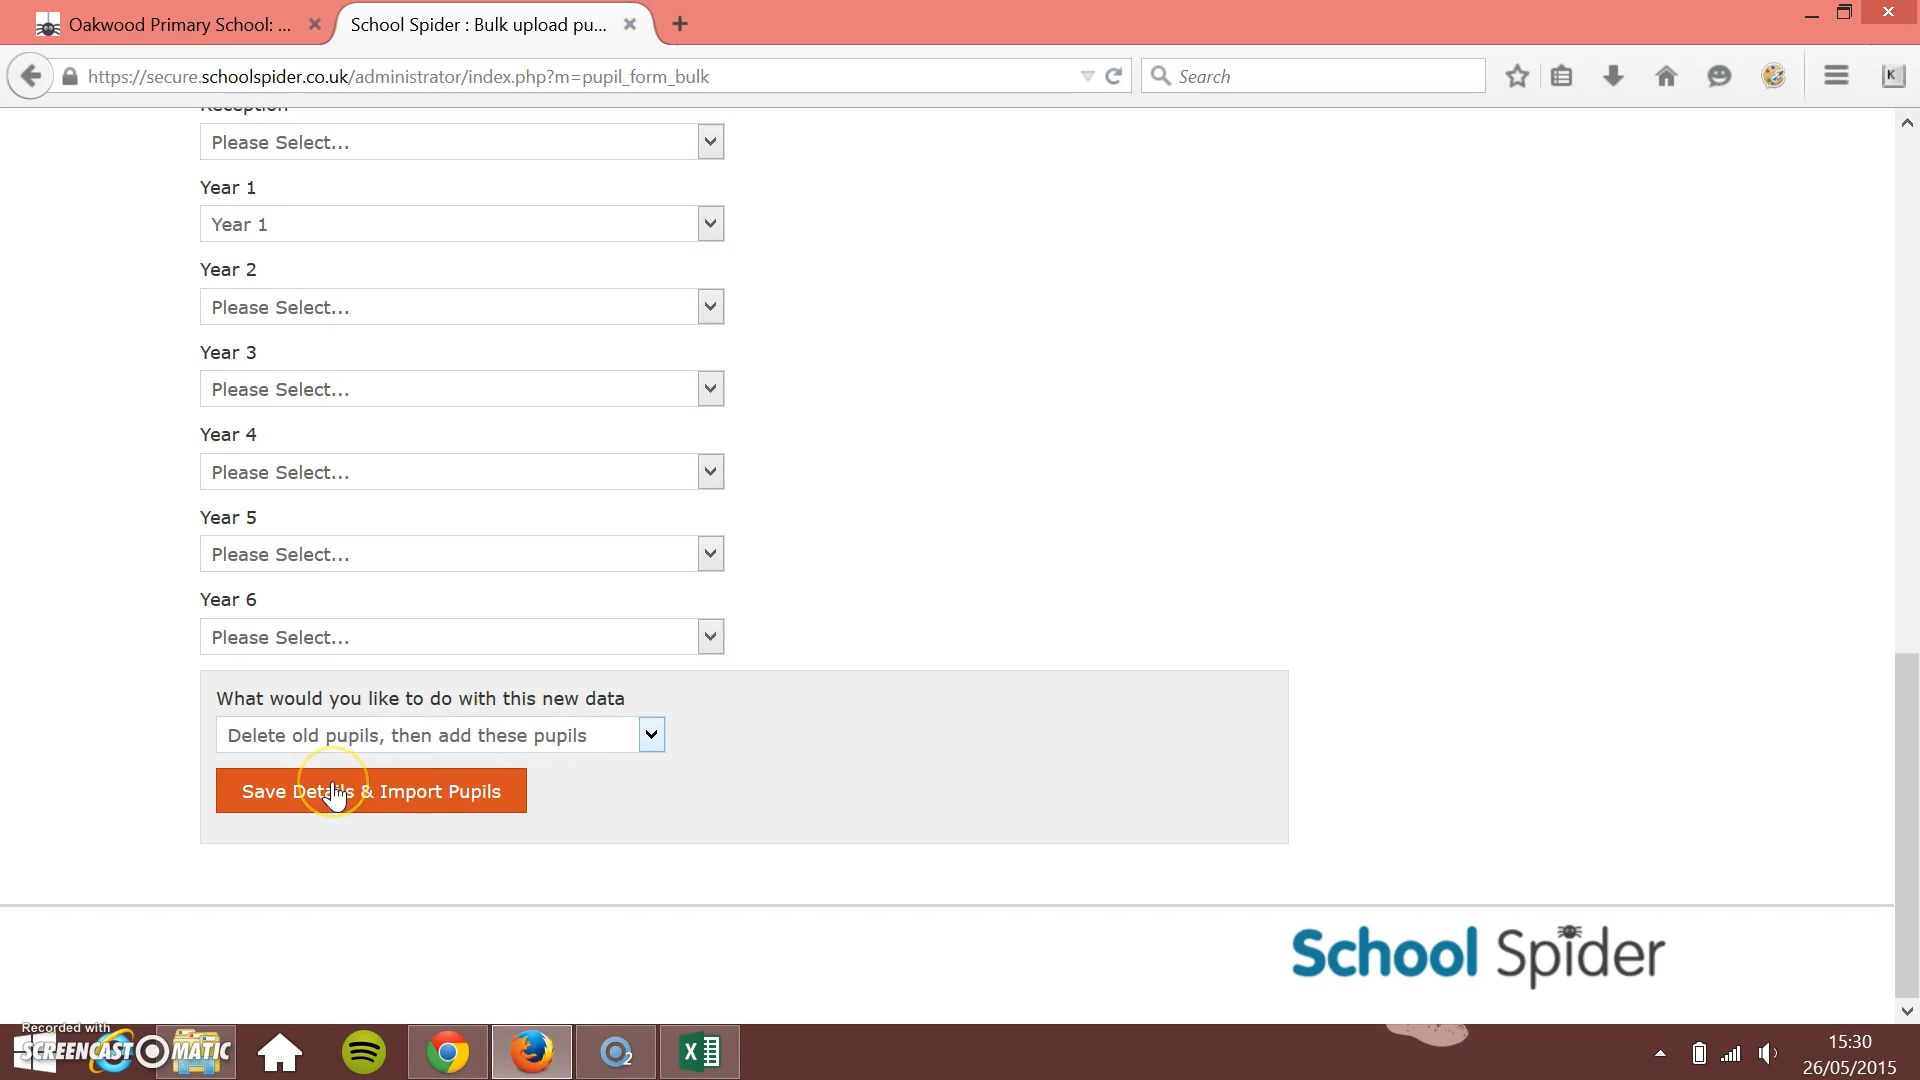 Oakwood Primary School: ...
School Spider : Bulk upload pu...
https://secure.schoolspider.co.uk/administrator/index.php?m=pupil_form_bulk
Search
K
Reception
Please Select...
Year 1
Year 1
Year 2
Please Select...
Year 3
Please Select...
Year 4
Please Select...
Year 5
Please Select...
Year 6
Please Select...
What would you like to do with this new data
Delete old pupils, then add these pupils
Save Details & Import Pupils
School Spider
Recorded with
SCREENCAST O MATIC
15:30
26/05/2015